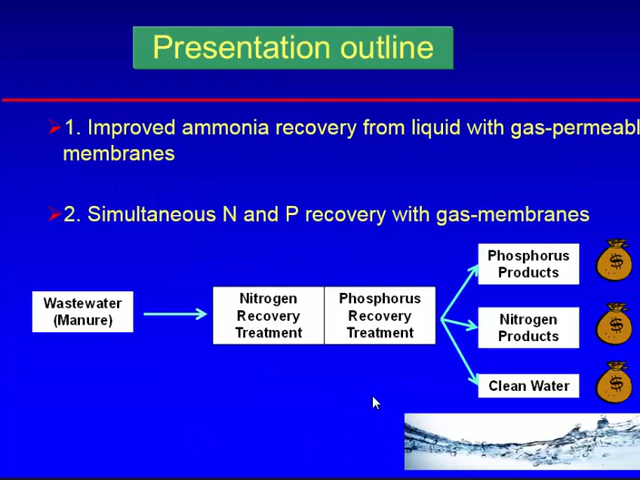 Presentation outline
1. Improved ammonia recovery from liquid with gas-permeabl
membranes
2. Simultaneous N and P recovery with gas-membranes
Wastewater
(Manure)
Nitrogen
Recovery
Treatment
Phosphorus
Recovery
Treatment
Phosphorus
Products
$
Nitrogen
Products
$
Clean Water
$